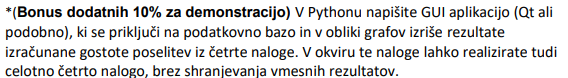 *(Bonus dodatnih 10% za demonstracijo) V Pythonu napišite GUI aplikacijo (Qt ali
podobno), ki se priključi na podatkovno bazo in v obliki grafov izriše rezultate
izračunane gostote poselitev iz četrte naloge. V okviru te naloge lahko realizirate tudi
celotno četrto nalogo, brez shranjevanja vmesnih rezultatov.